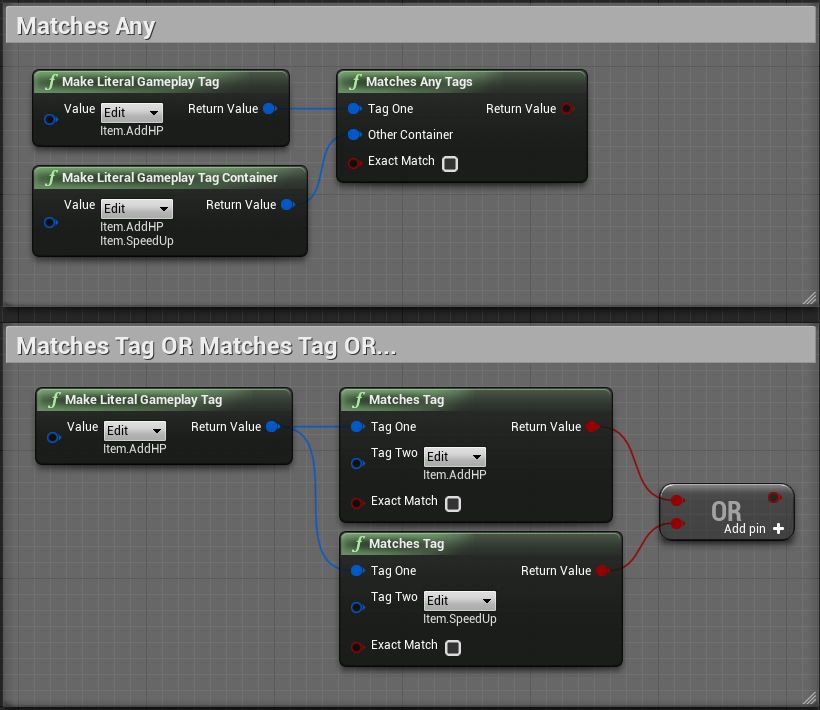 Matches Any
f Make Literal Gameplay Tag
Value Edit Return Value
Item.AddHP
f Matches Any Tags
Tag One Return Value
Other Container
Exact Match
f Make Literal Gameplay Tag Container
Value Edit Return Value
Item.AddHP
Item.SpeedUp
Matches Tag OR Matches Tag OR...
f Make Literal Gameplay Tag
Value Edit Return Value
Item.AddHP
f Matches Tag
Tag One Return Value
Tag Two Edit
Item.AddHP
Exact Match
f Matches Tag
Tag One Return Value
Tag Two Edit
Item.SpeedUp
Exact Match
OR
Add pin